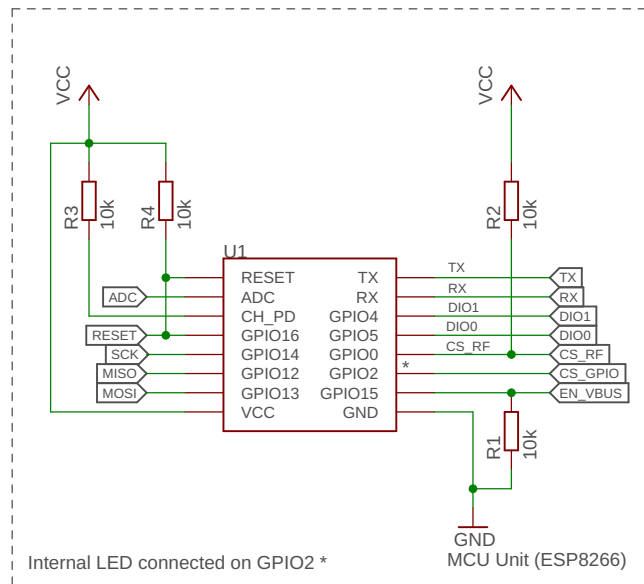 VCC
VCC
R3
10k
R4
10k
R2
10k
U1
RESET
ADC
CH_PD
GPIO16
GPIO14
GPIO12
GPIO13
VCC
TX
RX
GPIO4
GPIO5
GPIO0
GPIO2
GPIO15
GND
ADC
RESET
SCK
MISO
MOSI
TX
RX
DIO1
DIO0
CS_RF
*
TX
RX
DIO1
DIO0
CS_RF
CS_GPIO
EN_VBUS
R1
10k
GND
Internal LED connected on GPIO2 *
MCU Unit (ESP8266)